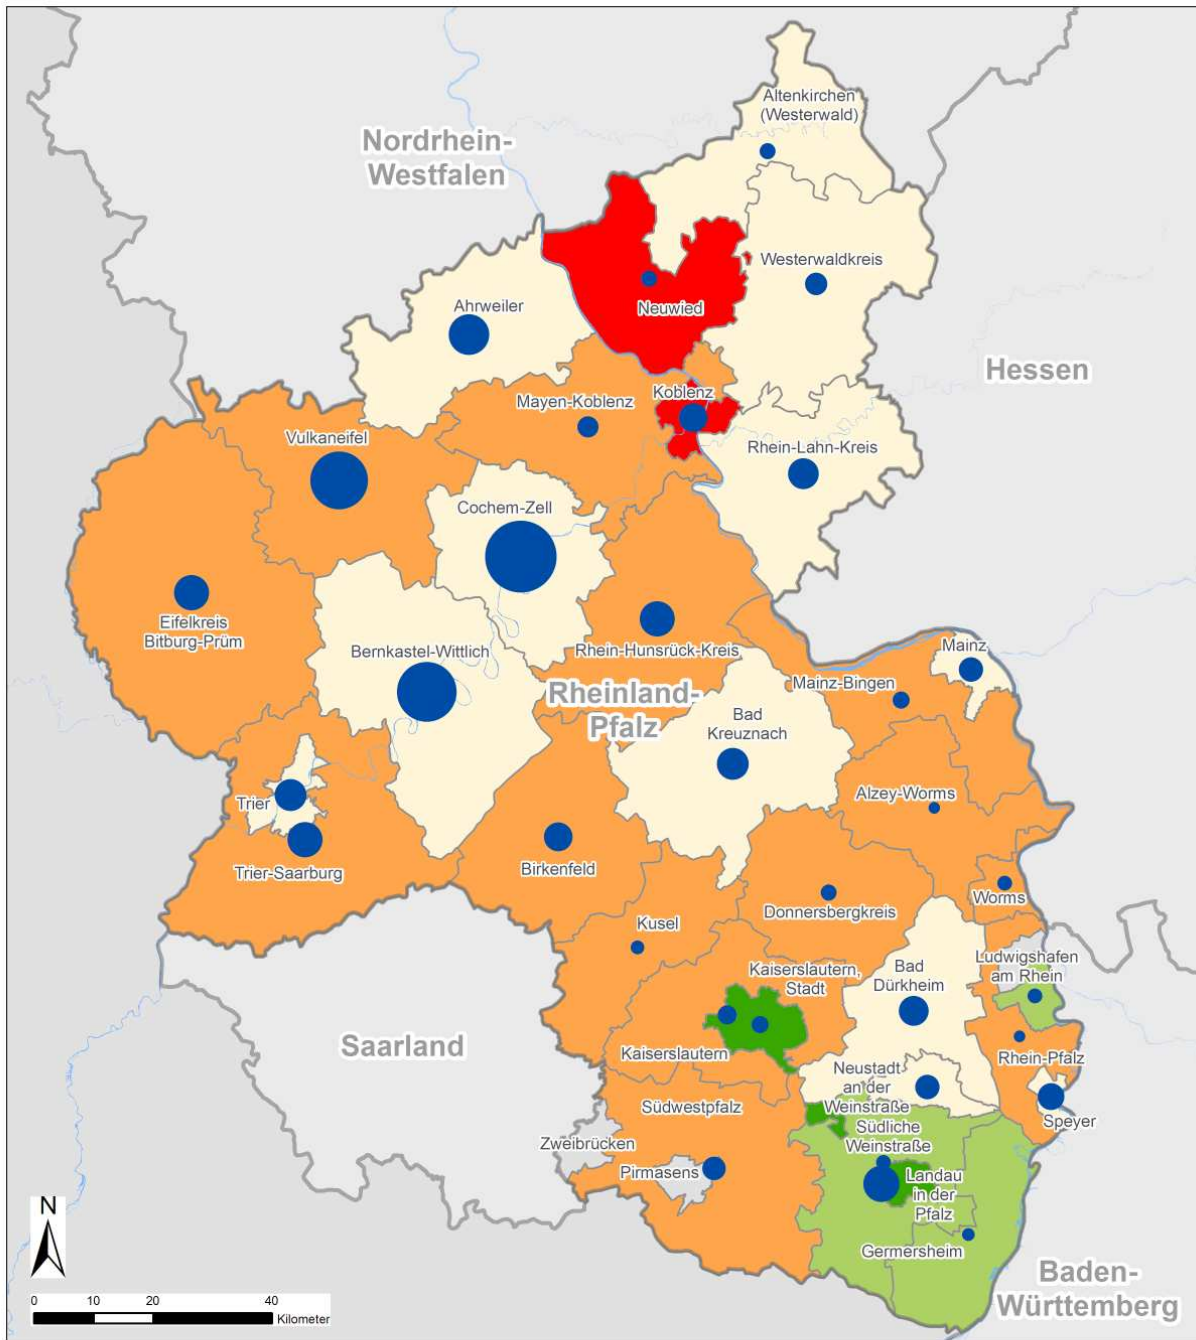 Altenkirchen
(Westerwald)
Nordrhein-
Westfalen
Westerwaldkreis
Neuwied
Ahrweiler
Hessen
Koblenz
Mayen-Koblenz
Vulkaneifel
Rhein-Lahn-Kreis
Cochem-Zell
Eifelkreis
Bitburg-Prüm
Bernkastel-Wittlich
Rhein-Hunsrück-Kreis
Mainz
Mainz-Bingen
Rheinland-
Pfalz
Bad
Kreuznach
Alzey-Worms
Trier
Trier-Saarburg
Birkenfeld
Worms
Donnersbergkreis
Kusel
Ludwigshafen
am Rhein
Kaiserslautern,
Stadt
Bad
Dürkheim
Saarland
Kaiserslautern
Rhein-Pfalz
Neustadt
an der
Weinstraße
Südwestpfalz
Speyer
Südliche
Weinstraße
Zweibrücken
Pirmasens
Landau
in der
Pfalz
Germersheim
N
Baden-
Württemberg
0 10 20 40
Kilometer